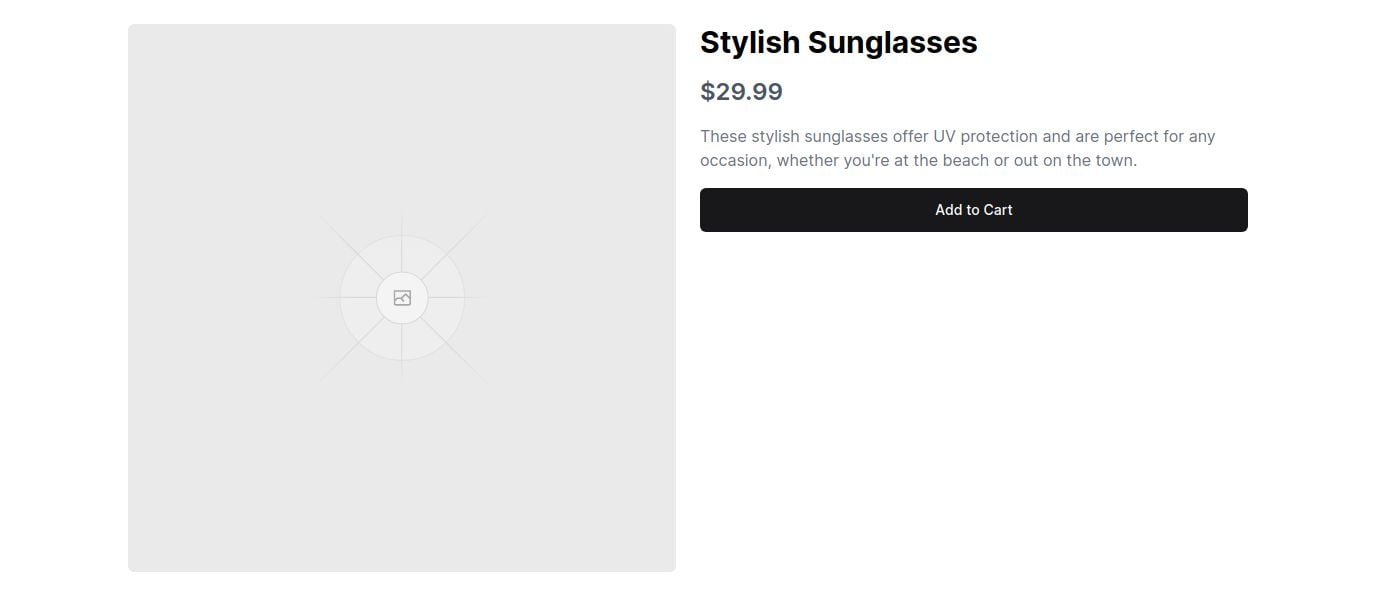 Stylish Sunglasses
$29.99
These stylish sunglasses offer UV protection and are perfect for any
occasion, whether you're at the beach or out on the town.
Add to Cart